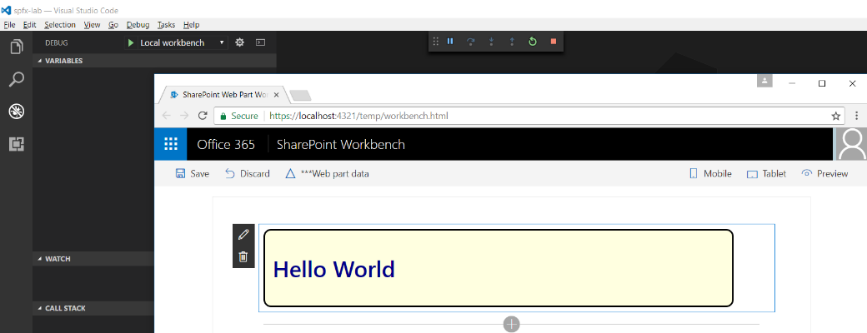 spfx-lab — Visual Studio Code
File Edit Selection View Go Debug Tasks Help
DEBUG Local workbench
VARIABLES
SharePoint Web Part Wo
Secure https://localhost:4321/temp/workbench.html
Office 365 SharePoint Workbench
Save Discard ***Web part data Mobile Tablet Preview
Hello World
WATCH
CALL STACK